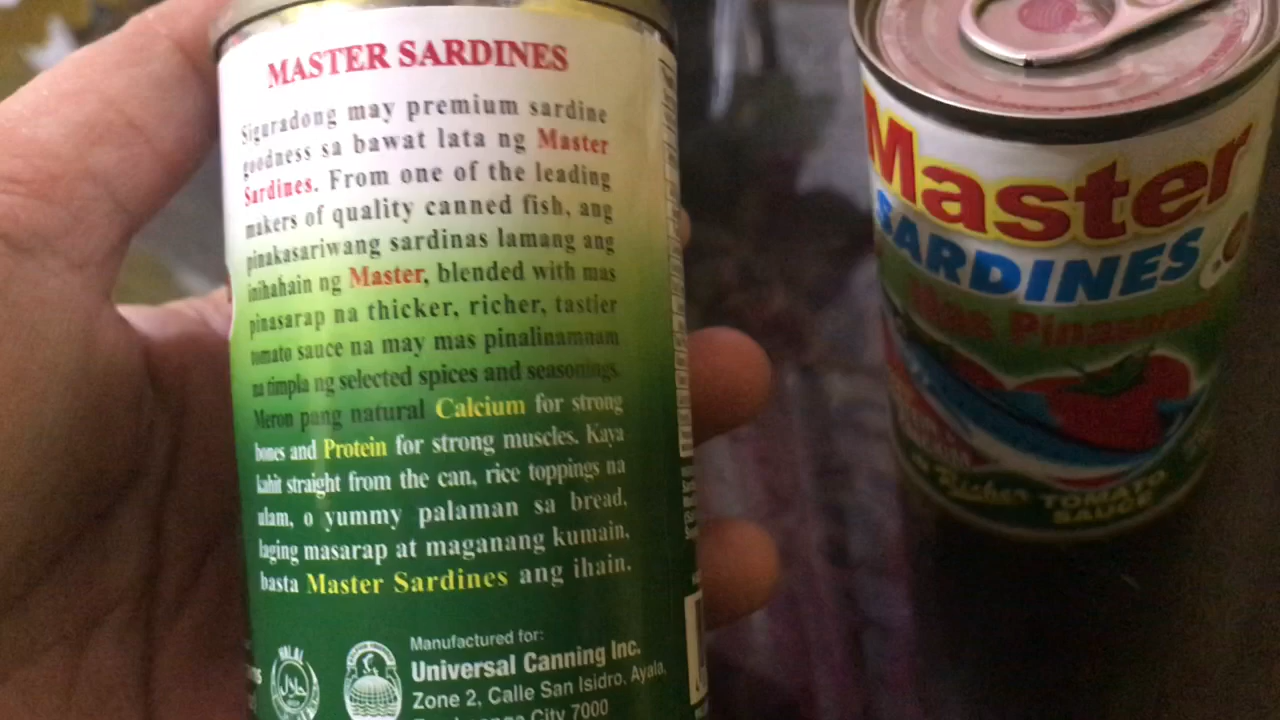 MASTER SARDINES
Siguradong may premium sardine
goodness sa bawat lata ng Master
Sardines. From one of the leading
makers of quality canned fish, ang
pinakasariwang sardinas lamang ang
inihahain ng Master, blended with mas
pinasarap na thicker, richer, tastier
tomato sauce na may mas pinalinamnam
na timpla ng selected spices and seasonings.
Meron pang natural Calcium for strong
bones and Protein for strong muscles. Kaya
kahit straight from the can, rice toppings na
ulam, o yummy palaman sa bread,
laging masarap at maganang kumain,
basta Master Sardines ang ihain.
HALAL
Manufactured for:
Universal Canning Inc.
Zone 2, Calle San Isidro, Ayala,
City 7000
Master
SARDINES
Mas
Richer TOMATO
SAUCE